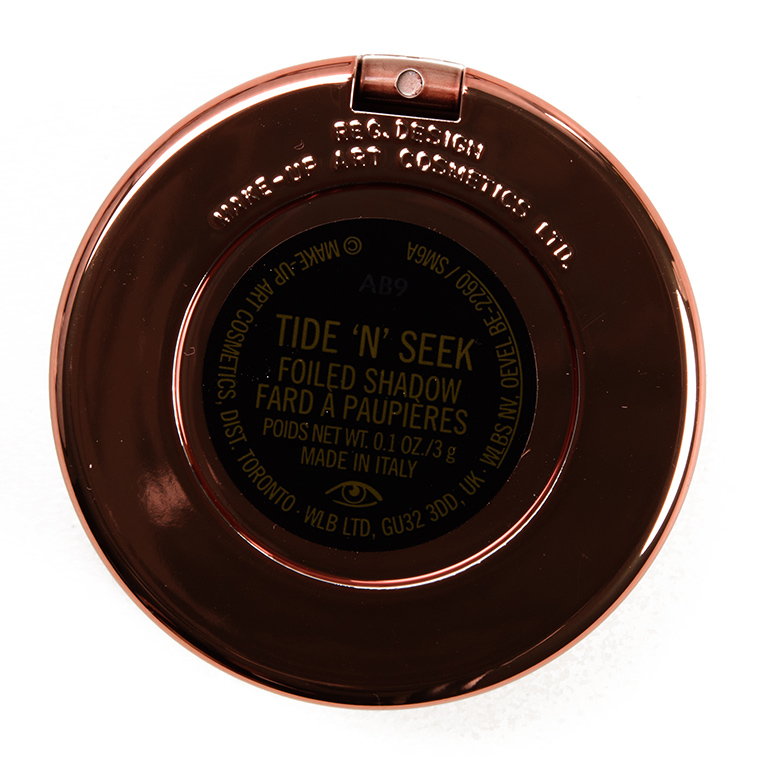 REG. DESIGN
MAKE-UP ART COSMETICS LTD.
AB9
TIDE 'N' SEEK
FOILED SHADOW
FARD À PAUPIÈRES
POIDS NET WT. 0.1 OZ./3 g
MADE IN ITALY
© MAKE-UP ART COSMETICS, DIST. TORONTO · WLB LTD, GU32 3DD, UK · WLBS NV, OEVEL BE-2260 / SM6A